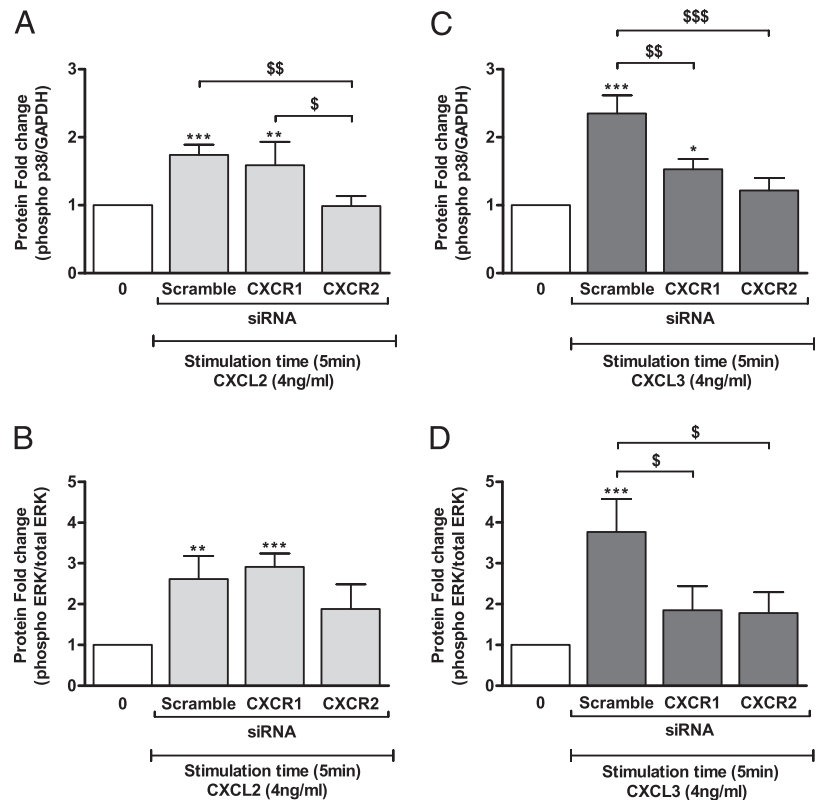 A
Protein Fold change
(phospho p38/GAPDH)
3
2
1
0
$$
$
***
**
0 Scramble CXCR1 CXCR2
siRNA
Stimulation time (5min)
CXCL2 (4ng/ml)
C
Protein Fold change
(phospho p38/GAPDH)
3
2
1
0
$$$
$$
***
*
0 Scramble CXCR1 CXCR2
siRNA
Stimulation time (5min)
CXCL3 (4ng/ml)
B
Protein Fold change
(phospho ERK/total ERK)
5
4
3
2
1
0
**
***
0 Scramble CXCR1 CXCR2
siRNA
Stimulation time (5min)
CXCL2 (4ng/ml)
D
Protein Fold change
(phospho ERK/total ERK)
5
4
3
2
1
0
$
$
***
0 Scramble CXCR1 CXCR2
siRNA
Stimulation time (5min)
CXCL3 (4ng/ml)